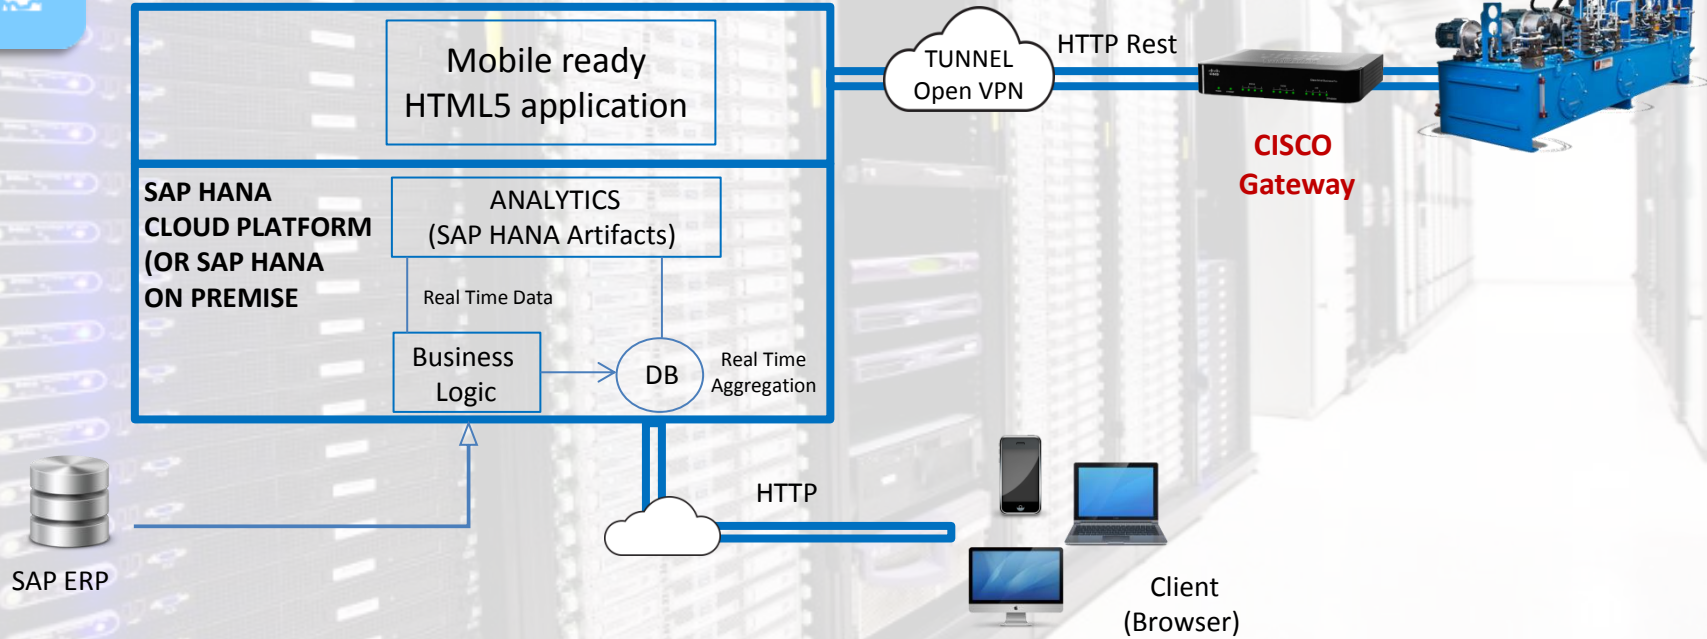 Mobile ready
HTML5 application
TUNNEL
Open VPN
HTTP Rest
CISCO
Gateway
SAP HANA
CLOUD PLATFORM
(OR SAP HANA
ON PREMISE
ANALYTICS
(SAP HANA Artifacts)
Real Time Data
Business
Logic
DB
Real Time
Aggregation
HTTP
SAP ERP
Client
(Browser)